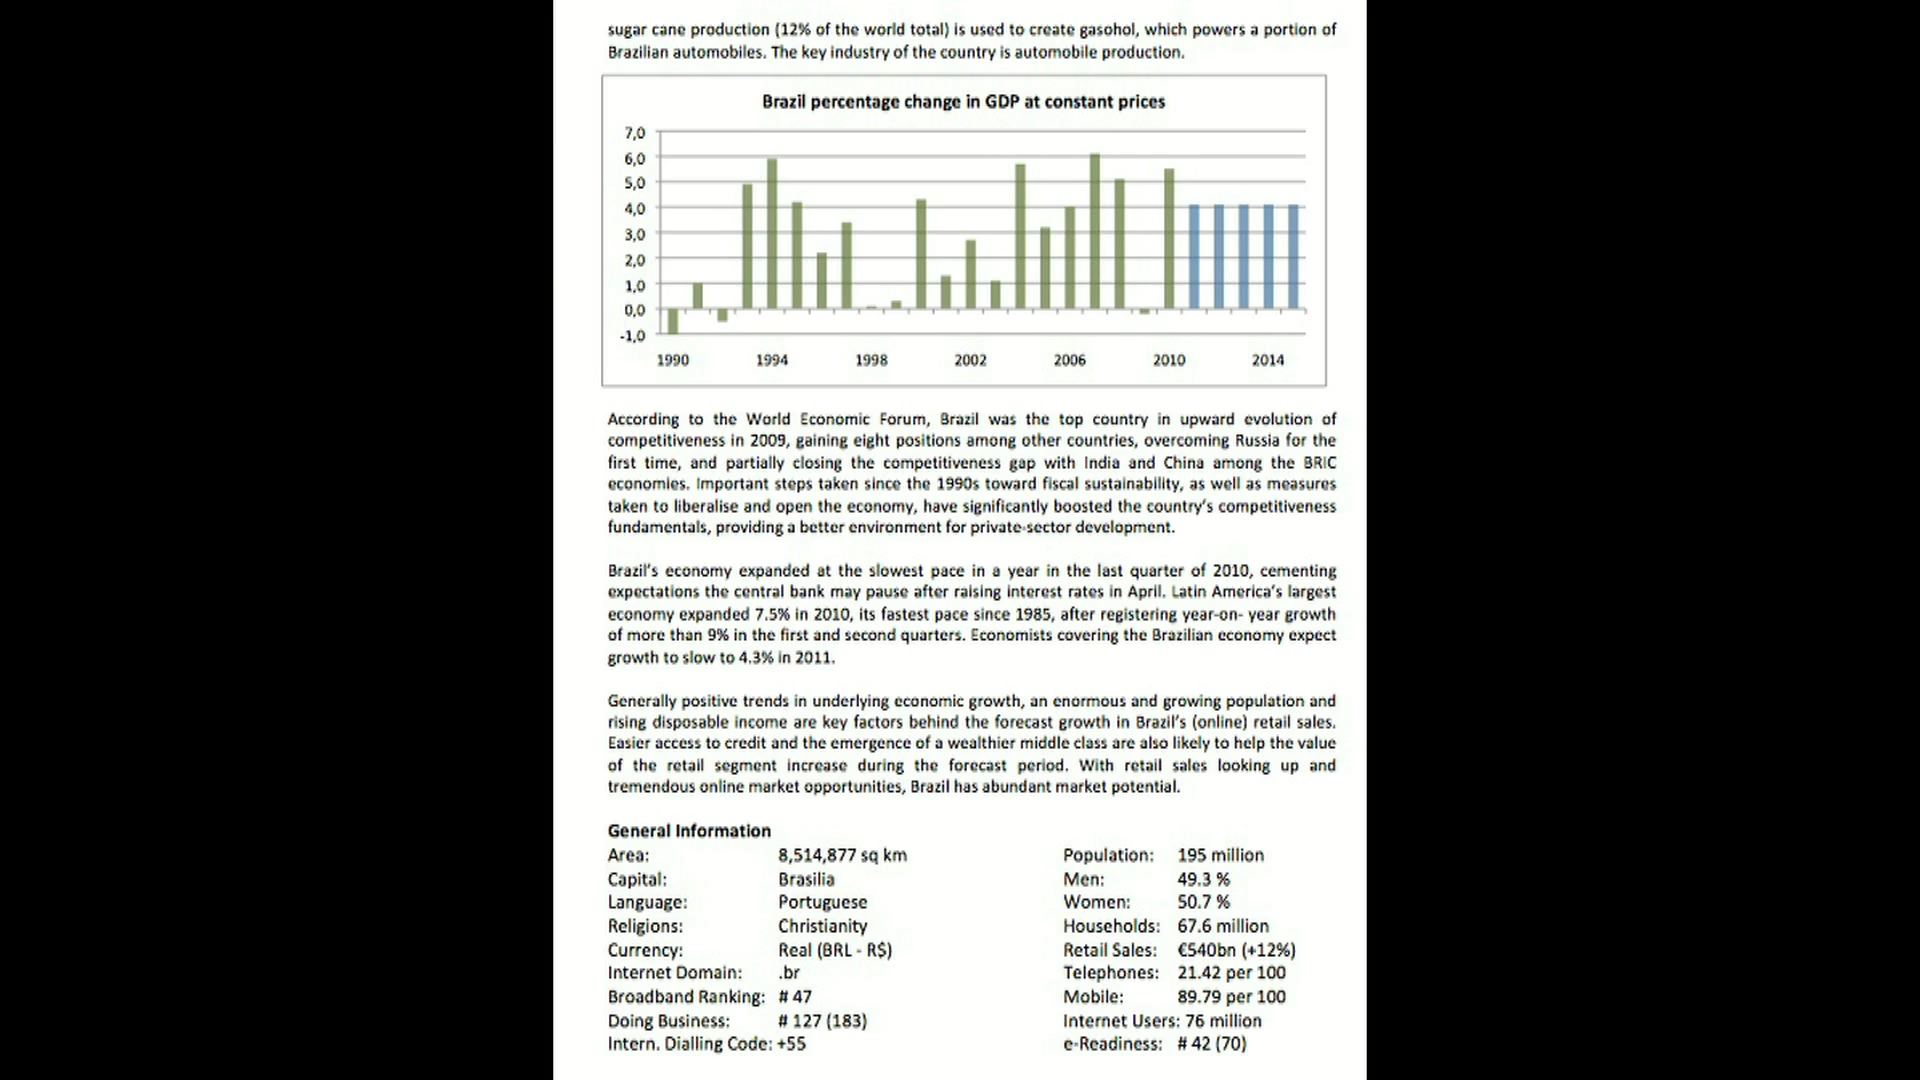 sugar cane production (12% of the world total) is used to create gasohol, which powers a portion of
Brazilian automobiles. The key industry of the country is automobile production.
Brazil percentage change in GDP at constant prices
7,0
6,0
5,0
4,0
3,0
2,0
1,0
0,0
-1,0
1990 1994 1998 2002 2006 2010 2014
According to the World Economic Forum, Brazil was the top country in upward evolution of
competitiveness in 2009, gaining eight positions among other countries, overcoming Russia for the
first time, and partially closing the competitiveness gap with India and China among the BRIC
economies. Important steps taken since the 1990s toward fiscal sustainability, as well as measures
taken to liberalise and open the economy, have significantly boosted the country's competitiveness
fundamentals, providing a better environment for private-sector development.
Brazil's economy expanded at the slowest pace in a year in the last quarter of 2010, cementing
expectations the central bank may pause after raising interest rates in April. Latin America's largest
economy expanded 7.5% in 2010, its fastest pace since 1985, after registering year-on- year growth
of more than 9% in the first and second quarters. Economists covering the Brazilian economy expect
growth to slow to 4.3% in 2011.
Generally positive trends in underlying economic growth, an enormous and growing population and
rising disposable income are key factors behind the forecast growth in Brazil's (online) retail sales.
Easier access to credit and the emergence of a wealthier middle class are also likely to help the value
of the retail segment increase during the forecast period. With retail sales looking up and
tremendous online market opportunities, Brazil has abundant market potential.
General Information
Area: 8,514,877 sq km Population: 195 million
Capital: Brasilia Men: 49.3 %
Language: Portuguese Women: 50.7 %
Religions: Christianity Households: 67.6 million
Currency: Real (BRL - R$) Retail Sales: €540bn (+12%)
Internet Domain: .br Telephones: 21.42 per 100
Broadband Ranking: # 47 Mobile: 89.79 per 100
Doing Business: # 127 (183) Internet Users: 76 million
Intern. Dialling Code: +55 e-Readiness: # 42 (70)